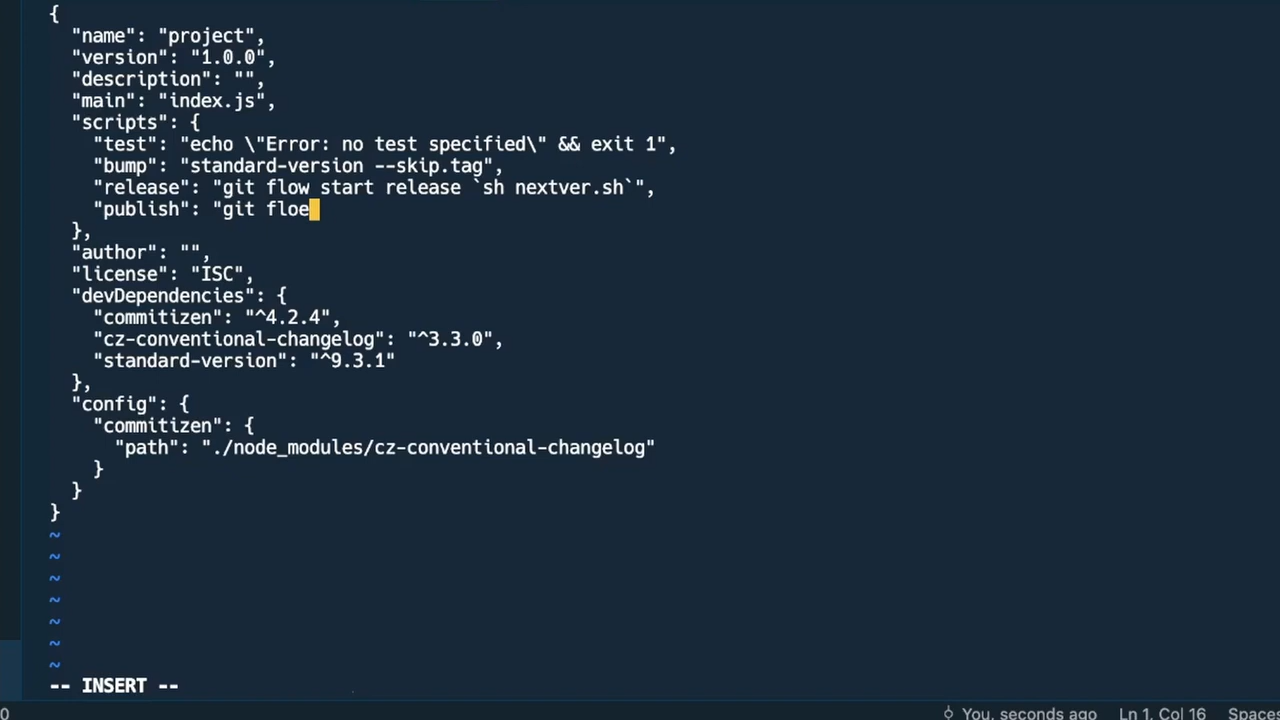 {
"name": "project",
"version": "1.0.0",
"description": "",
"main": "index.js",
"scripts": {
"test": "echo \"Error: no test specified\" && exit 1",
"bump": "standard-version --skip.tag",
"release": "git flow start release `sh nextver.sh`",
"publish": "git floe
},
"author": "",
"license": "ISC",
"devDependencies": {
"commitizen": "^4.2.4",
"cz-conventional-changelog": "^3.3.0",
"standard-version": "^9.3.1"
},
"config": {
"commitizen": {
"path": "./node_modules/cz-conventional-changelog"
}
}
}
~
~
~
~
~
~
~
-- INSERT --
0 You, seconds ago Ln 1, Col 16 Spaces